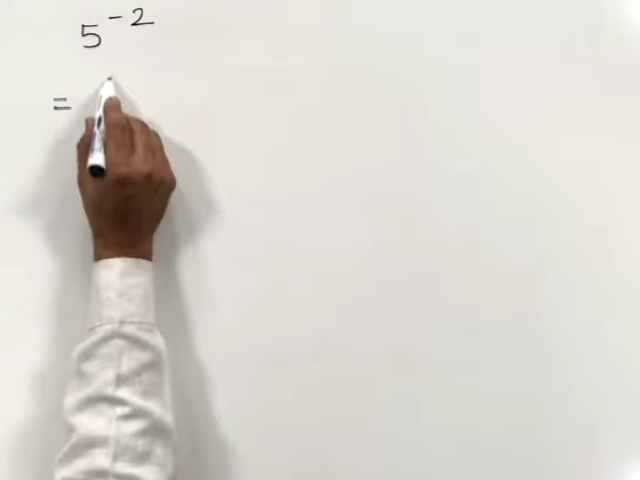 5⁻²
=